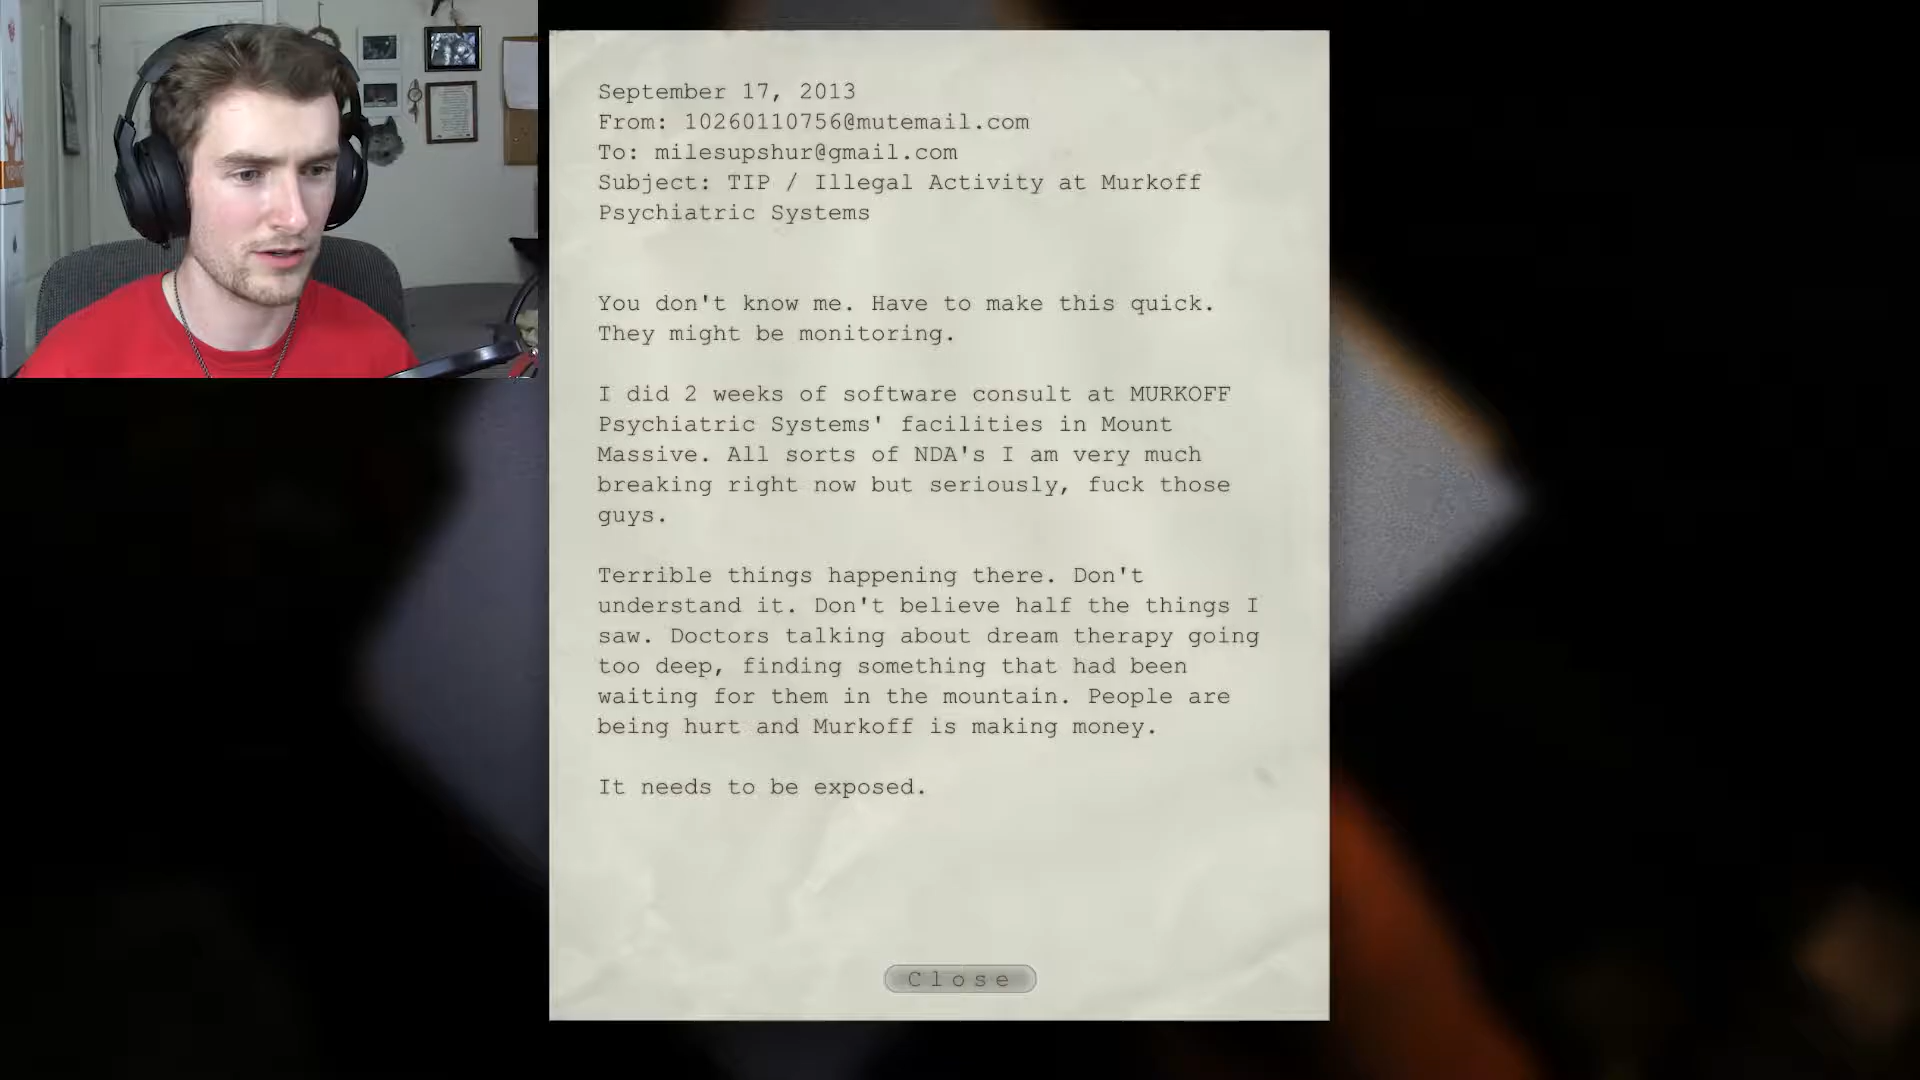 September 17, 2013
From: 10260110756@mutemail.com
To: milesupshur@gmail.com
Subject: TIP / Illegal Activity at Murkoff
Psychiatric Systems
You don't know me. Have to make this quick.
They might be monitoring.
I did 2 weeks of software consult at MURKOFF
Psychiatric Systems' facilities in Mount
Massive. All sorts of NDA's I am very much
breaking right now but seriously, fuck those
guys.
Terrible things happening there. Don't
understand it. Don't believe half the things I
saw. Doctors talking about dream therapy going
too deep, finding something that had been
waiting for them in the mountain. People are
being hurt and Murkoff is making money.
It needs to be exposed.
Close